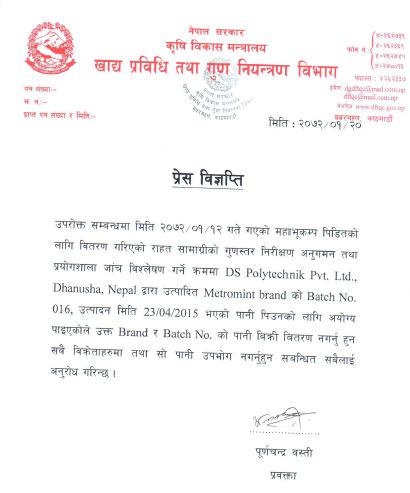 नेपाल सरकार
कृषि विकास मन्त्रालय
खाद्य प्रविधि तथा गुण नियन्त्रण विभाग
फोन नं.:
४-२६२३६९
४-२६२४३०
पत्र संख्या:-
च. नं.:-
प्राप्त पत्र संख्या र मिति:-
फ्याक्स : ४-२६२३३७
इमेल: dgdftqc@mail.com.np
dftqc@mail.com.np
वेभपेज: www.dftqc.gov.np
बबरमहल, काठमाडौं
मिति : २०७२/०१/२०
प्रेस विज्ञप्ति
उपरोक्त सम्बन्धमा मिति २०७२/०१/१२ गते गएको महाभूकम्प पिडितको
लागि वितरण गरिएको राहत सामाग्रीको गुणस्तर निरीक्षण अनुगमन तथा
प्रयोगशाला जांच विश्लेषण गर्ने क्रममा DS Polytechnik Pvt. Ltd.,
Dhanusha, Nepal द्वारा उत्पादित Metromint brand को Batch No.
016, उत्पादन मिति 23/04/2015 भएको पानी पिउनको लागि अयोग्य
पाइएकोले उक्त Brand र Batch No. को पानी बिक्री वितरण नगर्नु हुन
सबै विक्रेताहरुमा तथा सो पानी उपभोग नगर्नुहुन सबन्धित सबैलाई
अनुरोध गरिन्छ ।
पूर्णचन्द्र वस्ती
प्रवक्ता